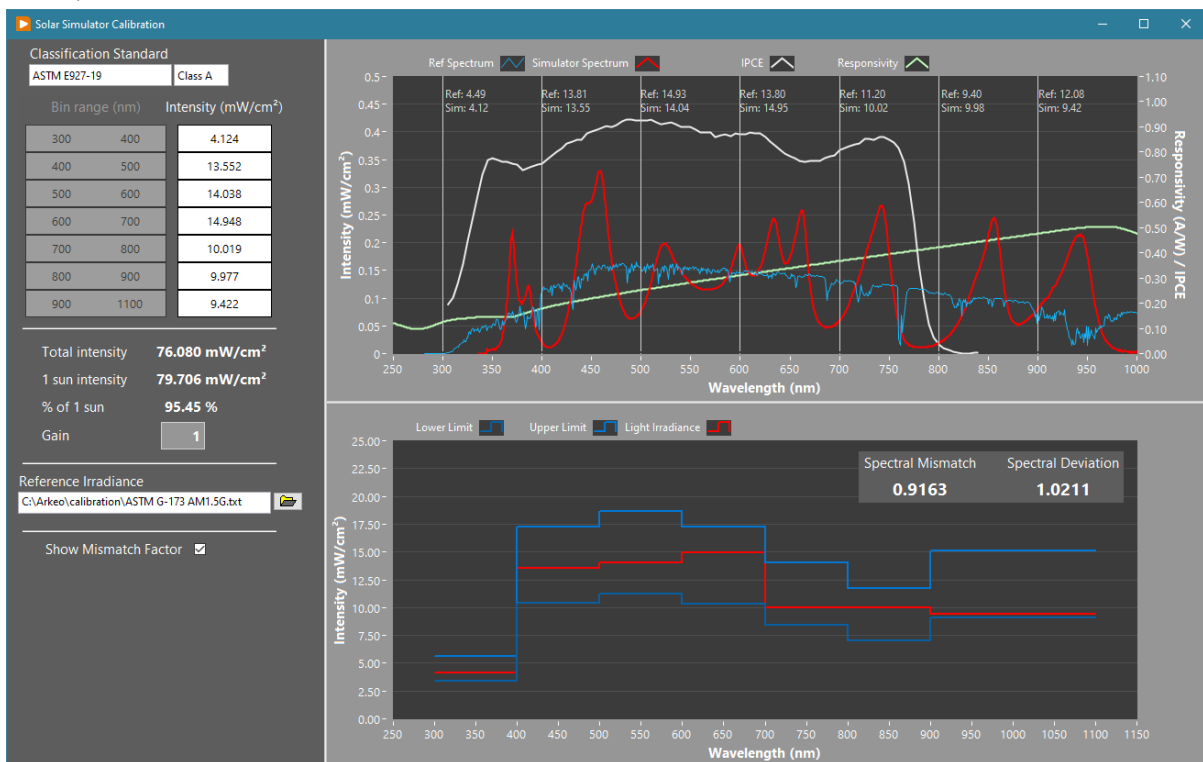 Solar Simulator Calibration
Classification Standard
ASTM E927-19 Class A
Bin range (nm) Intensity (mW/cm²)
300 400 4.124
400 500 13.552
500 600 14.038
600 700 14.948
700 800 10.019
800 900 9.977
900 1100 9.422
Total intensity 76.080 mW/cm²
1 sun intensity 79.706 mW/cm²
% of 1 sun 95.45 %
Gain 1
Reference Irradiance
C:\Arkeo\calibration\ASTM G-173 AM1.5G.txt
Show Mismatch Factor
Ref Spectrum Simulator Spectrum IPCE Responsivity
Ref: 4.49 Ref: 13.81 Ref: 14.93 Ref: 13.80 Ref: 11.20 Ref: 9.40 Ref: 12.08
Sim: 4.12 Sim: 13.55 Sim: 14.04 Sim: 14.95 Sim: 10.02 Sim: 9.98 Sim: 9.42
Intensity (mW/cm²)
0.5
0.45
0.4
0.35
0.3
0.25
0.2
0.15
0.1
0.05
0
Responsivity (A/W) / IPCE
1.10
1.00
0.90
0.80
0.70
0.60
0.50
0.40
0.30
0.20
0.10
0.00
250 300 350 400 450 500 550 600 650 700 750 800 850 900 950 1000
Wavelength (nm)
Lower Limit Upper Limit Light Irradiance
Spectral Mismatch Spectral Deviation
0.9163 1.0211
Intensity (mW/cm²)
25.00
22.50
20.00
17.50
15.00
12.50
10.00
7.50
5.00
2.50
0.00
250 300 350 400 450 500 550 600 650 700 750 800 850 900 950 1000 1050 1100 1150
Wavelength (nm)